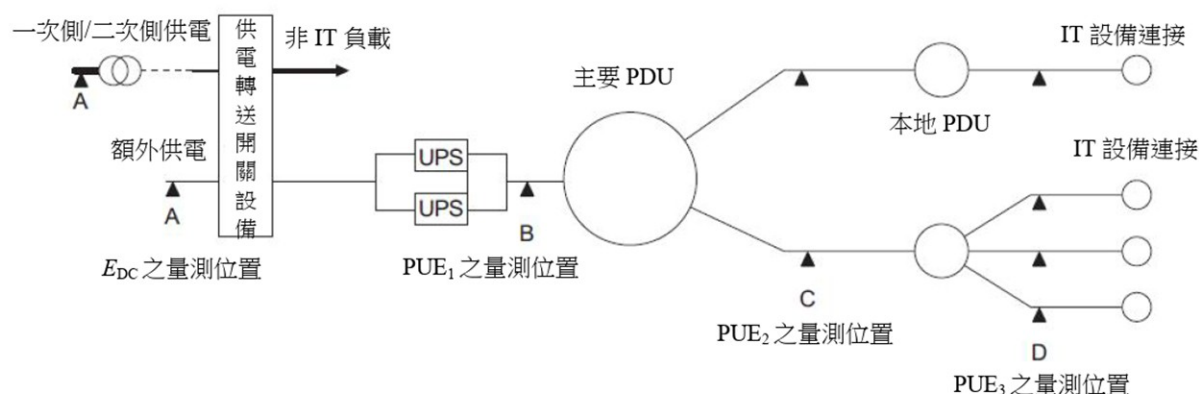 一次側/二次側供電
供電轉送開關設備
非 IT 負載
IT 設備連接
A
主要 PDU
本地 PDU
額外供電
UPS
UPS
IT 設備連接
A
B
E_DC 之量測位置
PUE₁ 之量測位置
C
PUE₂ 之量測位置
D
PUE₃ 之量測位置